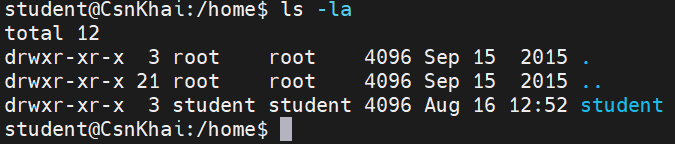 student@CsnKhai:/home$ ls -la
total 12
drwxr-xr-x  3 root    root    4096 Sep 15  2015 .
drwxr-xr-x 21 root    root    4096 Sep 15  2015 ..
drwxr-xr-x  3 student student 4096 Aug 16 12:52 student
student@CsnKhai:/home$